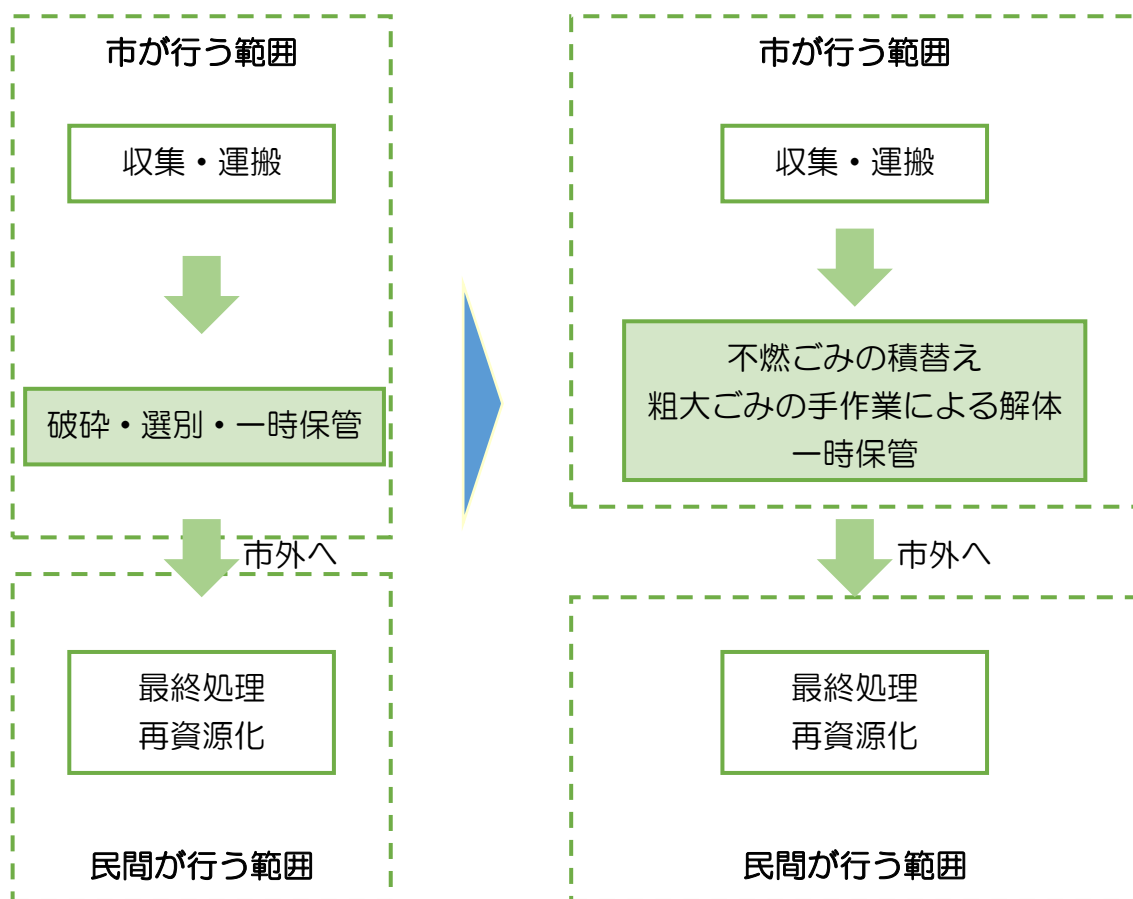 市が行う範囲
収集・運搬
破砕・選別・一時保管
市外へ
最終処理
再資源化
民間が行う範囲
市が行う範囲
収集・運搬
不燃ごみの積替え
粗大ごみの手作業による解体
一時保管
市外へ
最終処理
再資源化
民間が行う範囲